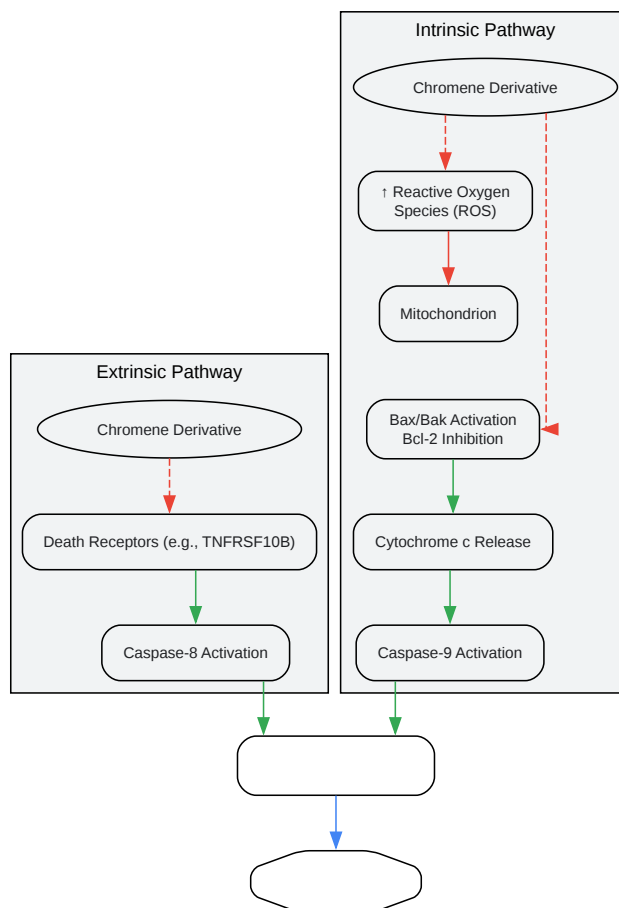 Intrinsic Pathway
Chromene Derivative
↑ Reactive Oxygen
Species (ROS)
Mitochondrion
Extrinsic Pathway
Chromene Derivative
Bax/Bak Activation
Bcl-2 Inhibition
Death Receptors (e.g., TNFRSF10B)
Cytochrome c Release
Caspase-8 Activation
Caspase-9 Activation